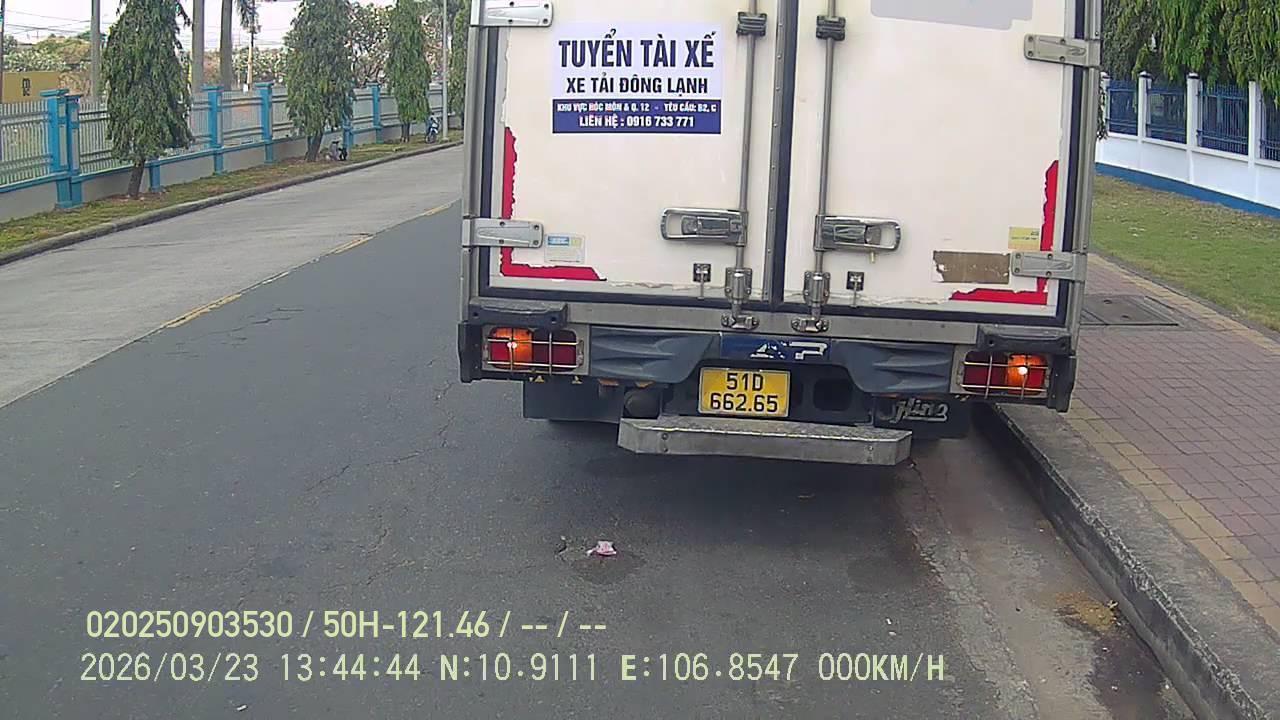 TUYỂN TÀI XẾ
XE TẢI ĐÔNG LẠNH
KHU VỰC HÓC MÔN & Q. 12 - YÊU CẦU: B2, C
LIÊN HỆ : 0916 733 771
51D
662.65
Hino
020250903530 / 50H-121.46 / -- / --
2026/03/23 13:44:44 N:10.9111 E:106.8547 000KM/H